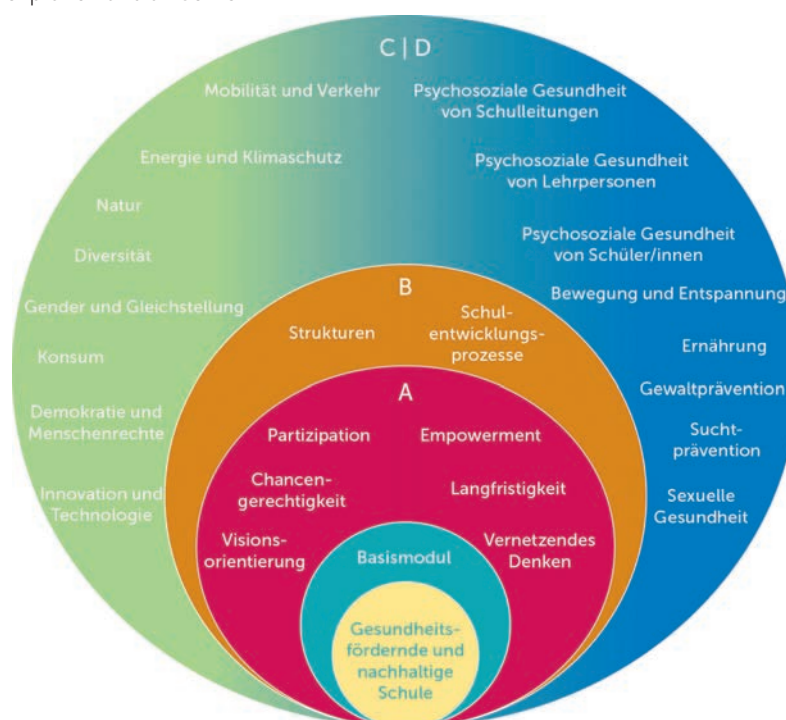 C | D
Mobilität und Verkehr
Psychosoziale Gesundheit
von Schulleitungen
Energie und Klimaschutz
Psychosoziale Gesundheit
von Lehrpersonen
Natur
Psychosoziale Gesundheit
von Schüler/innen
Diversität
Bewegung und Entspannung
Gender und Gleichstellung
Konsum
Ernährung
Gewaltprävention
Demokratie und
Menschenrechte
Sucht-
prävention
Innovation und
Technologie
Sexuelle
Gesundheit
B
Strukturen
Schul-
entwicklungs-
prozesse
A
Partizipation
Empowerment
Chancen-
gerechtigkeit
Langfristigkeit
Visions-
orientierung
Vernetzendes
Denken
Basismodul
Gesundheits-
fördernde und
nachhaltige
Schule